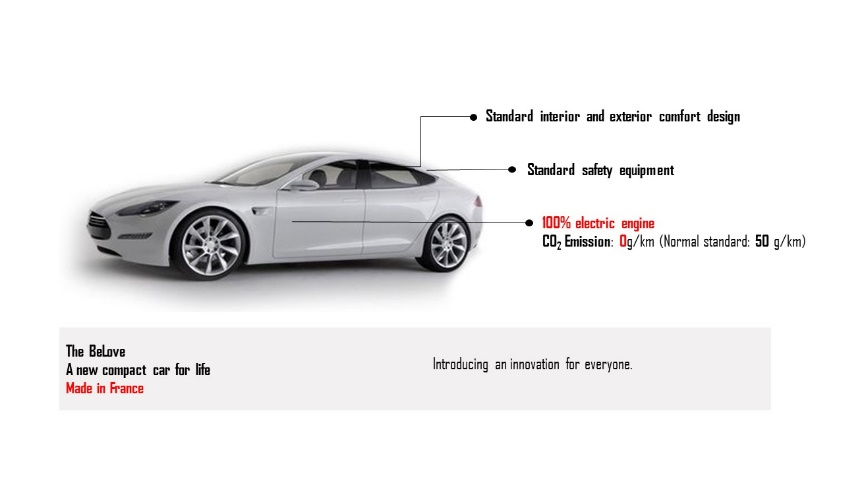 Standard interior and exterior comfort design
Standard safety equipment
100% electric engine
CO₂ Emission: 0g/km (Normal standard: 50 g/km)
The BeLove
A new compact car for life
Made in France
Introducing an innovation for everyone.